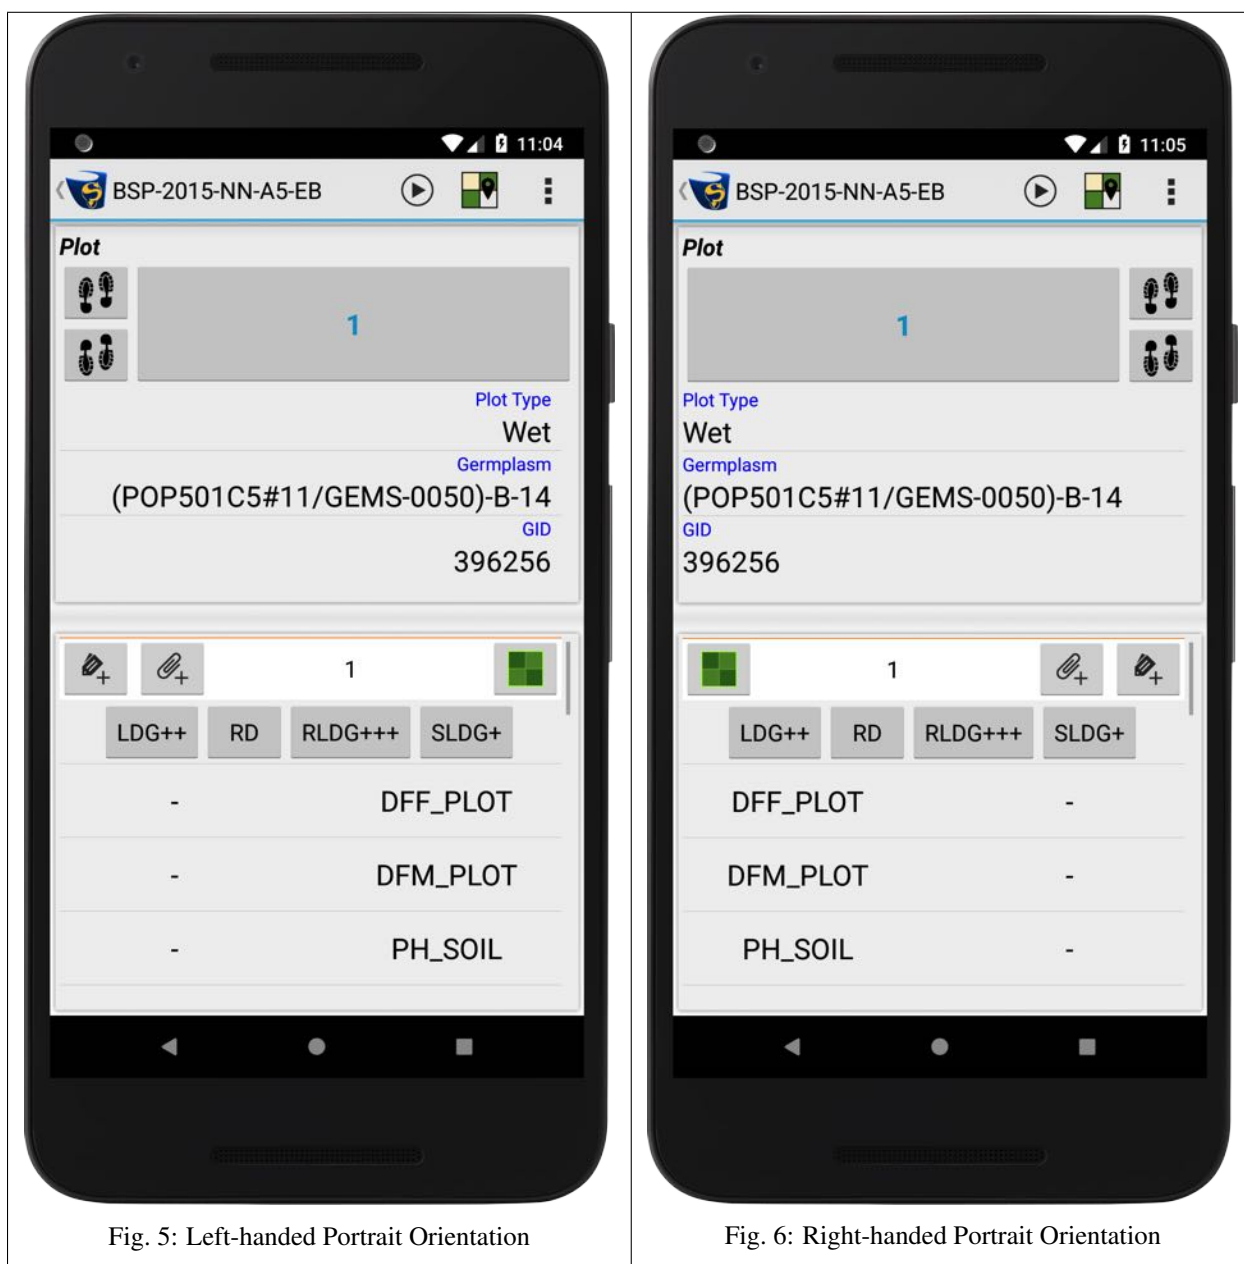 11:04
BSP-2015-NN-A5-EB
Plot
1
Plot Type
Wet
Germplasm
(POP501C5#11/GEMS-0050)-B-14
GID
396256
1
LDG++ RD RLDG+++ SLDG+
- DFF_PLOT
- DFM_PLOT
- PH_SOIL
Fig. 5: Left-handed Portrait Orientation
11:05
BSP-2015-NN-A5-EB
Plot
1
Plot Type
Wet
Germplasm
(POP501C5#11/GEMS-0050)-B-14
GID
396256
1
LDG++ RD RLDG+++ SLDG+
DFF_PLOT -
DFM_PLOT -
PH_SOIL -
Fig. 6: Right-handed Portrait Orientation